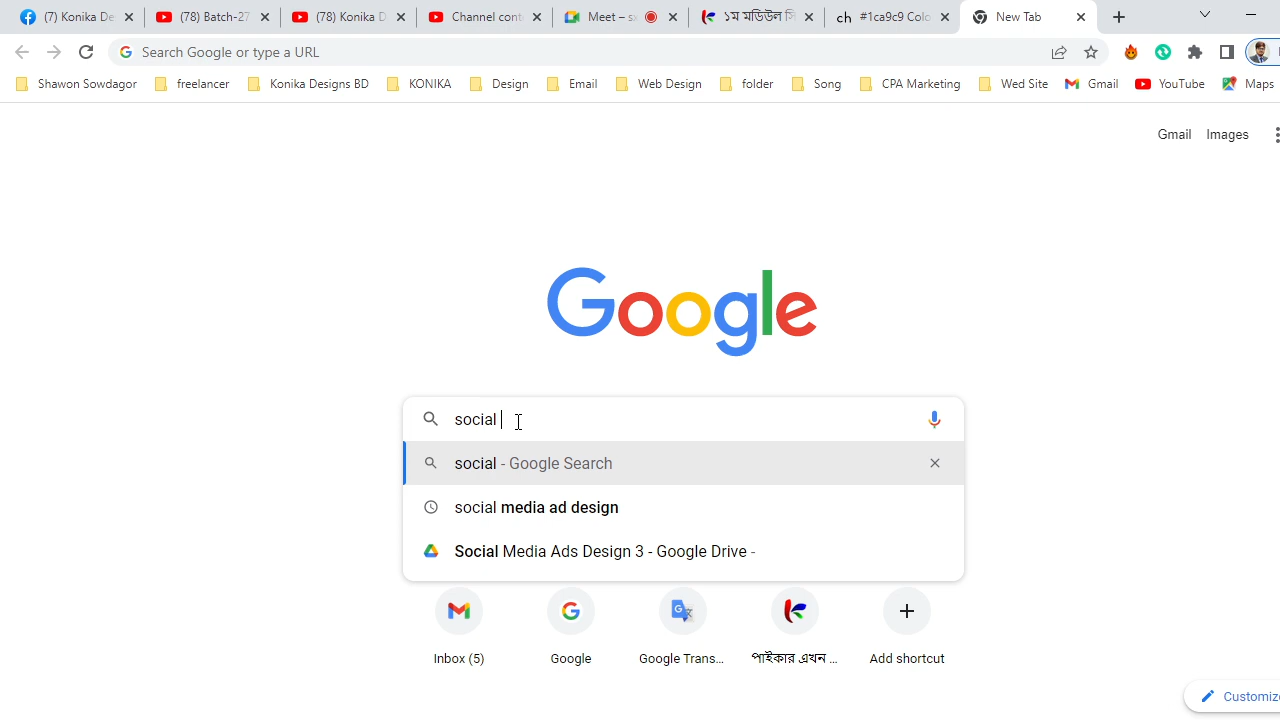 (7) Konika De
(78) Batch-27
(78) Konika D
Channel cont
Meet – sx
১ম মডিউল সি
ch #1ca9c9 Colo
New Tab
Search Google or type a URL
Shawon Sowdagor
freelancer
Konika Designs BD
KONIKA
Design
Email
Web Design
folder
Song
CPA Marketing
Wed Site
Gmail
YouTube
Maps
Gmail
Images
Google
social
social - Google Search
social media ad design
Social Media Ads Design 3 - Google Drive -
Inbox (5)
Google
Google Trans...
পাইকার এখন ...
Add shortcut
Customize